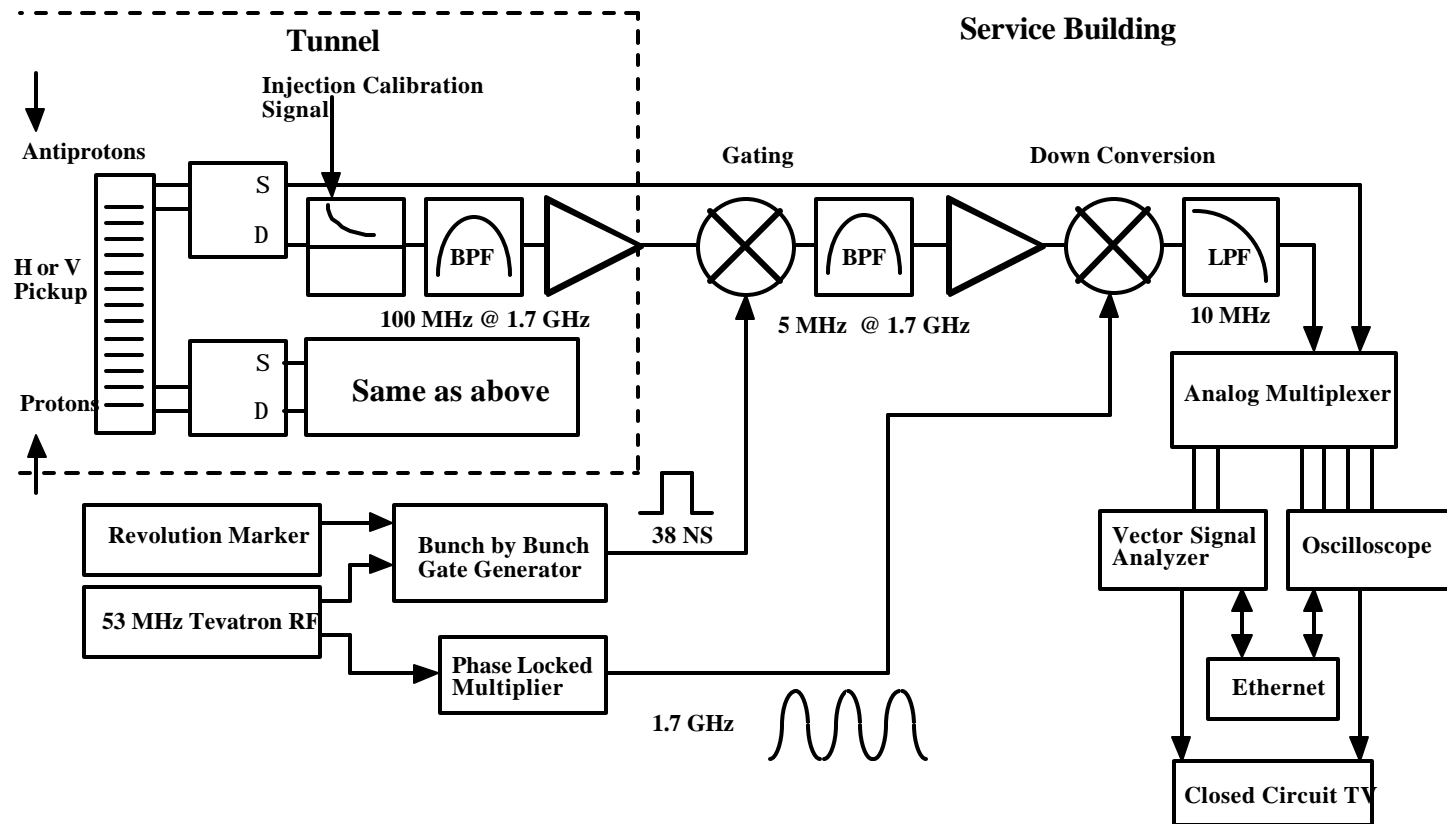 Tunnel
Service Building
Injection Calibration
Signal
Antiprotons
Gating
Down Conversion
S
D
H or V
Pickup
BPF
BPF
LPF
100 MHz @ 1.7 GHz
5 MHz @ 1.7 GHz
10 MHz
S
D
Same as above
Protons
Analog Multiplexer
Revolution Marker
Bunch by Bunch
Gate Generator
38 NS
Vector Signal
Analyzer
Oscilloscope
53 MHz Tevatron RF
Phase Locked
Multiplier
1.7 GHz
Ethernet
Closed Circuit TV